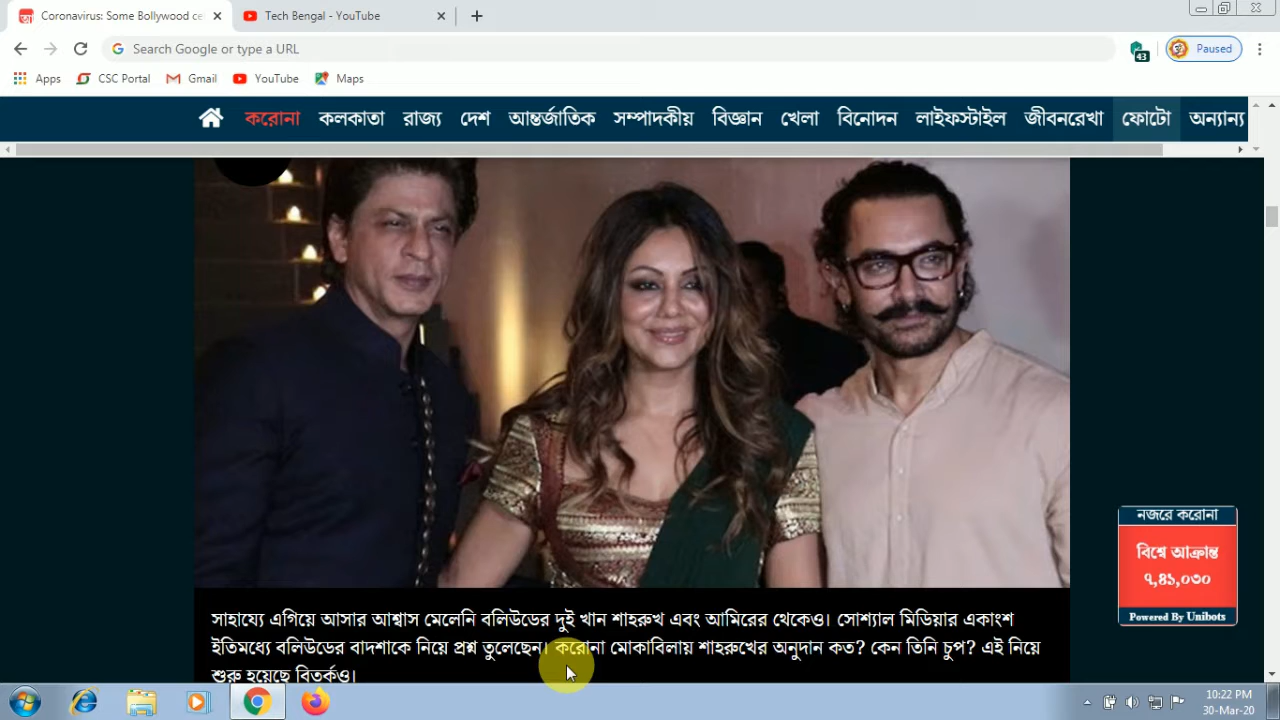 Coronavirus: Some Bollywood ce
Tech Bengal - YouTube
Search Google or type a URL
43
Paused
Apps
CSC Portal
Gmail
YouTube
Maps
করোনা
কলকাতা
রাজ্য
দেশ
আন্তর্জাতিক
সম্পাদকীয়
বিজ্ঞান
খেলা
বিনোদন
লাইফস্টাইল
জীবনরেখা
ফোটো
অন্যান্য
নজরে করোনা
বিশ্বে আক্রান্ত
৭,৪১,০৩০
Powered By Unibots
সাহায্যে এগিয়ে আসার আশ্বাস মেলেনি বলিউডের দুই খান শাহরুখ এবং আমিরের থেকেও। সোশ্যাল মিডিয়ার একাংশ
ইতিমধ্যে বলিউডের বাদশাকে নিয়ে প্রশ্ন তুলেছেন। করোনা মোকাবিলায় শাহরুখের অনুদান কত? কেন তিনি চুপ? এই নিয়ে
শুরু হয়েছে বিতর্কও।
10:22 PM
30-Mar-20